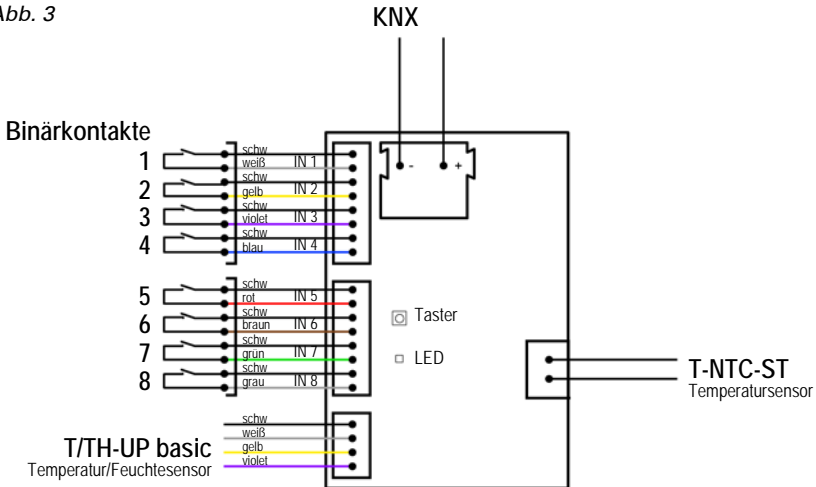 Abb. 3
KNX
Binärkontakte
- +
1
schw
weiß IN 1
2
schw
gelb IN 2
3
schw
violet IN 3
4
schw
blau IN 4
5
schw
rot IN 5
6
schw
braun IN 6
7
schw
grün IN 7
8
schw
grau IN 8
Taster
LED
T-NTC-ST
Temperatursensor
T/TH-UP basic
Temperatur/Feuchtesensor
schw
weiß
gelb
violet